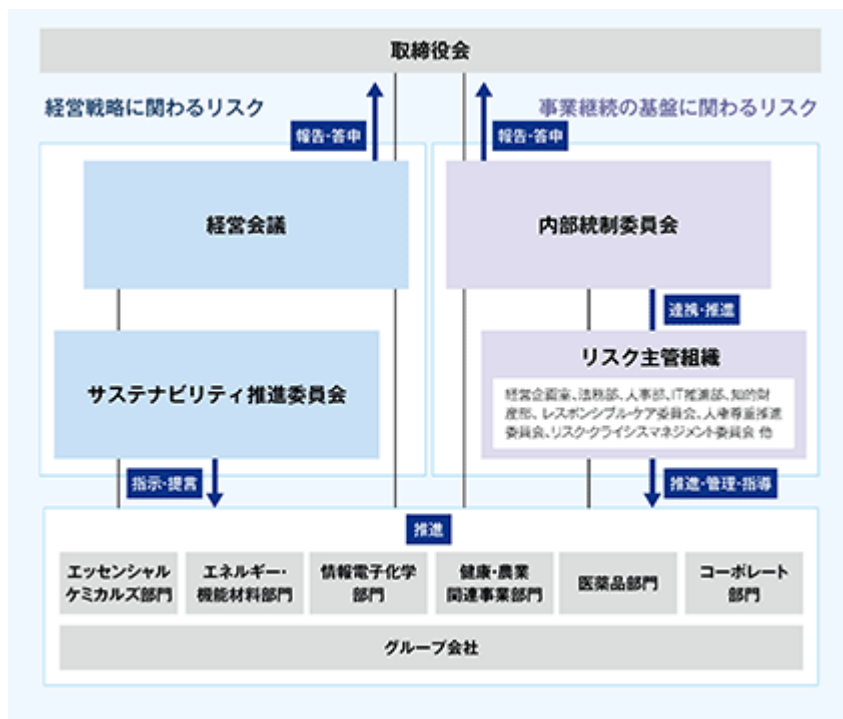 取締役会
経営戦略に関わるリスク
事業継続の基盤に関わるリスク
報告・答申
報告・答申
経営会議
内部統制委員会
連携・推進
サステナビリティ推進委員会
リスク主管組織
経営企画室、法務部、人事部、IT推進部、知的財
産部、レスポンシブル・ケア委員会、人権尊重推進
委員会、リスク・クライシスマネジメント委員会 他
指示・提言
推進・管理・指導
推進
エッセンシャル
ケミカルズ部門
エネルギー・
機能材料部門
情報電子化学
部門
健康・農業
関連事業部門
医薬品部門
コーポレート
部門
グループ会社